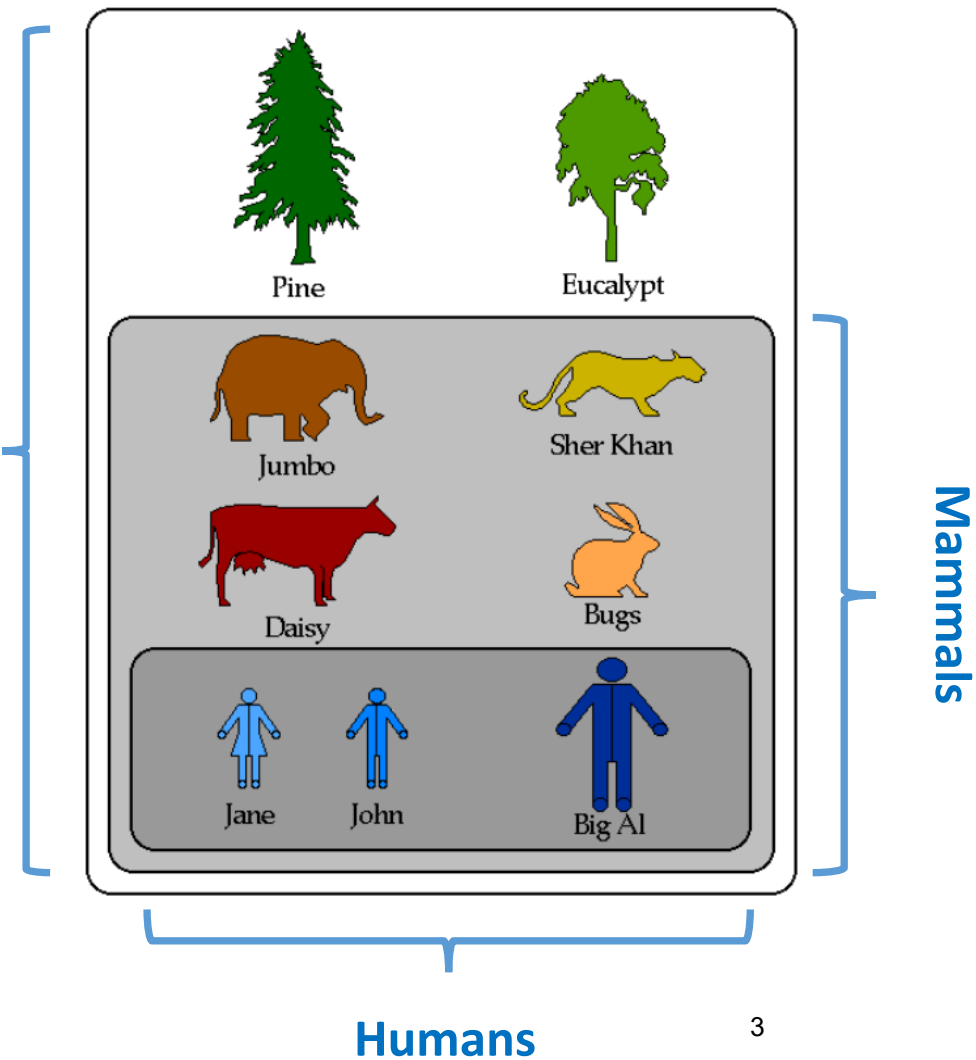 Pine
Eucalypt
Jumbo
Sher Khan
Daisy
Bugs
Jane
John
Big Al
Mammals
Humans
3